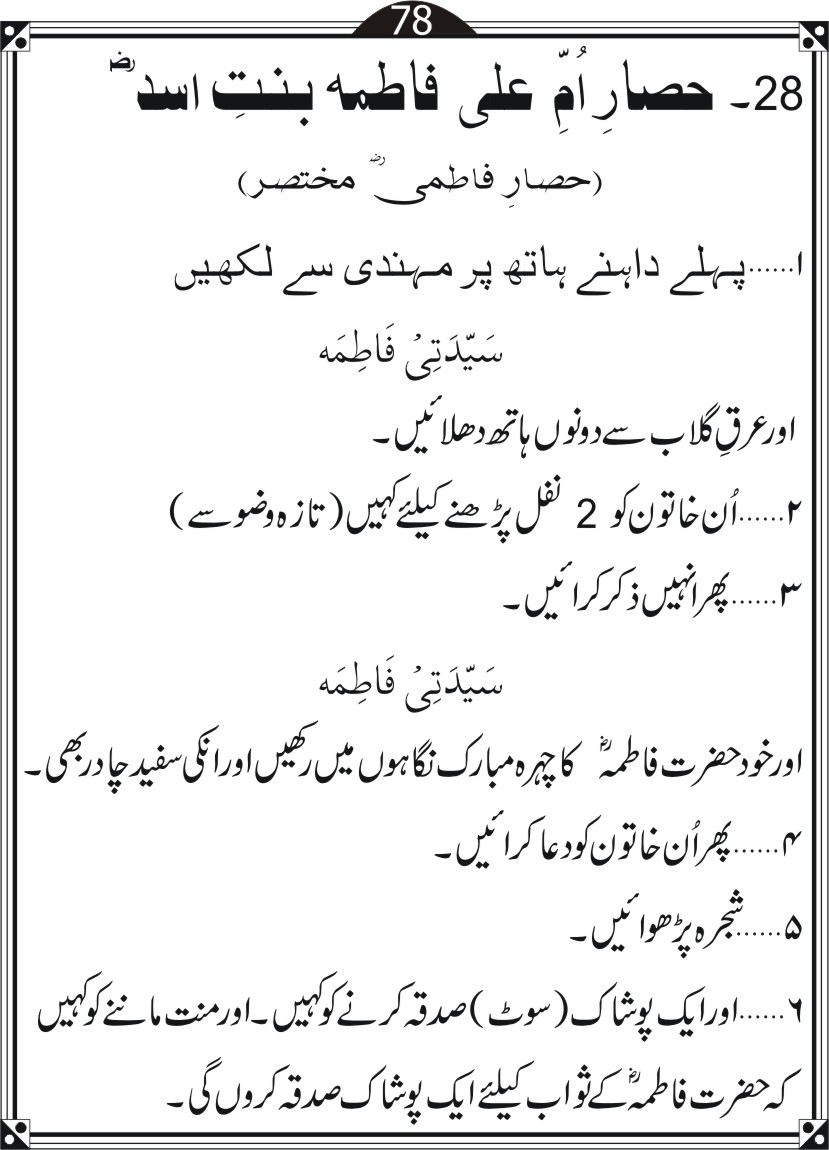 78
28۔ حصارِ اُمِّ علی فاطمہ بنتِ اسدؓ
(حصارِ فاطمیؓ مختصر)
۱......پہلے داہنے ہاتھ پر مہندی سے لکھیں
سَیّدَتِیْ فَاطِمَه
اور عرقِ گلاب سے دونوں ہاتھ دھلائیں۔
۲......اُن خاتون کو 2 نفل پڑھنے کیلئے کہیں (تازہ وضو سے)
۳......پھر انہیں ذکر کرائیں۔
سَیّدَتِیْ فَاطِمَه
اور خود حضرت فاطمہؓ کا چہرہ مبارک نگاہوں میں رکھیں اور انکی سفید چادر بھی۔
۴......پھر اُن خاتون کو دعا کرائیں۔
۵......شجرہ پڑھوائیں۔
۶......اور ایک پوشاک (سوٹ) صدقہ کرنے کو کہیں۔ اور منت ماننے کو کہیں
کہ حضرت فاطمہؓ کے ثواب کیلئے ایک پوشاک صدقہ کروں گی۔